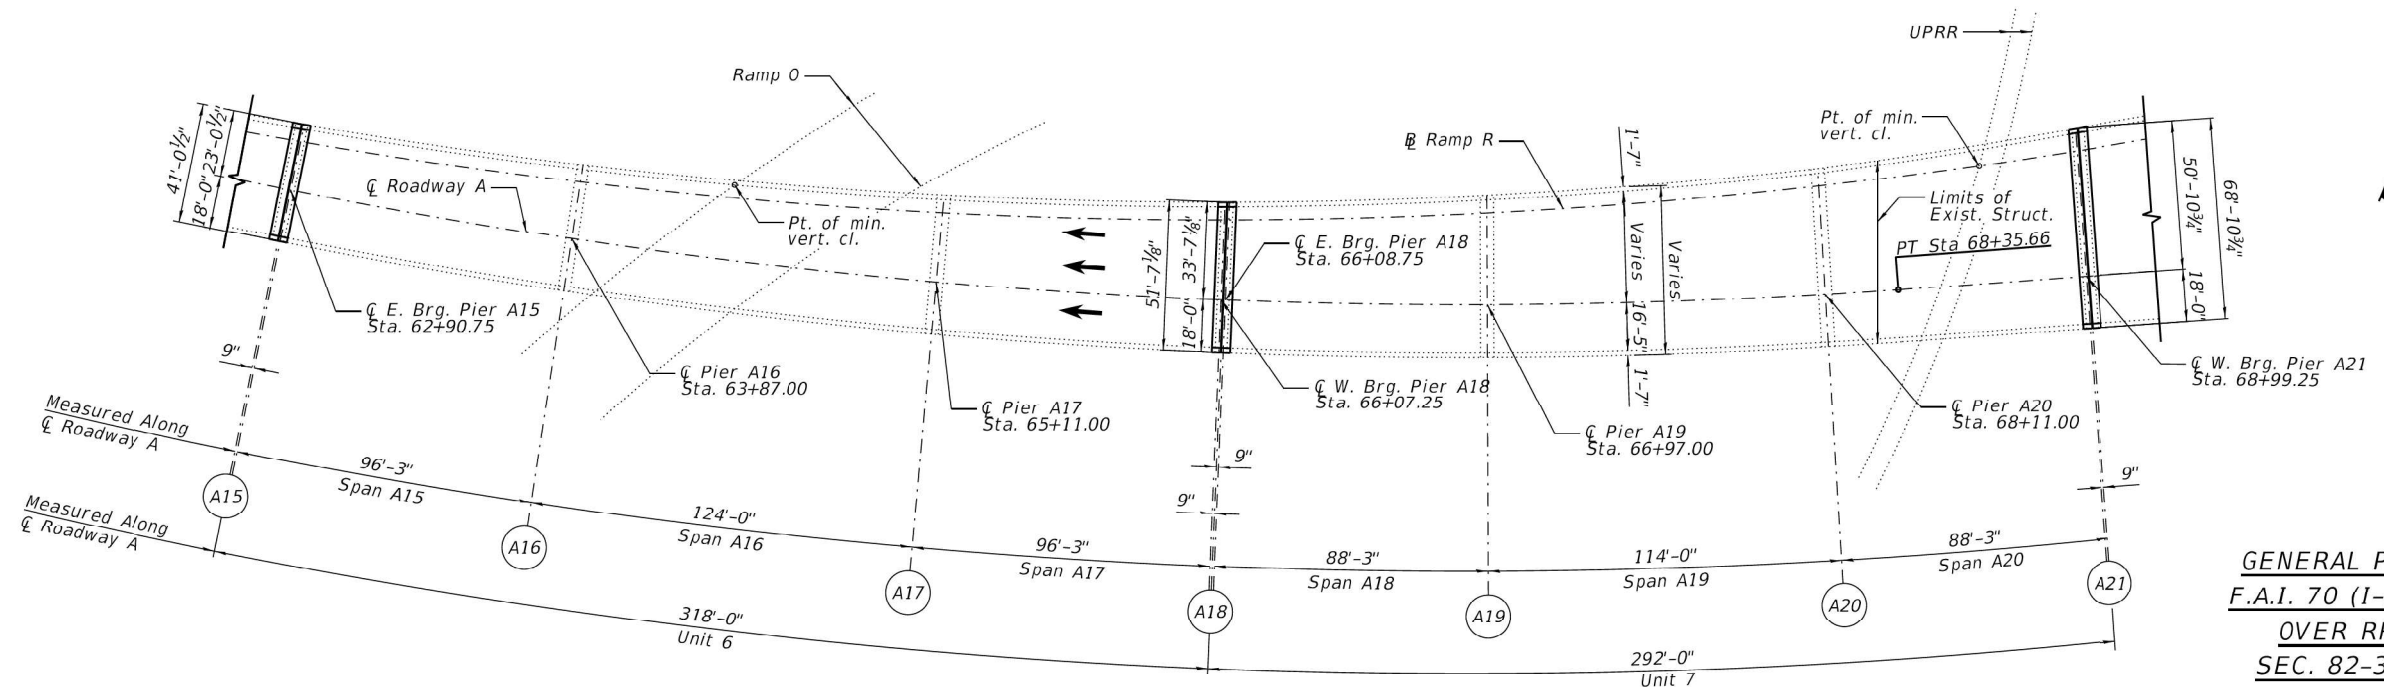 UPRR
Ramp O
Pt. of min.
vert. cl.
℄ Roadway A
Pt. of min.
vert. cl.
41'-0½"
23'-0½"
18'-0"
℄ E. Brg. Pier A15
Sta. 62+90.75
9"
℄ Pier A16
Sta. 63+87.00
℄ Pier A17
Sta. 65+11.00
51'-7⅛"
33'-7⅛"
18'-0"
℄ E. Brg. Pier A18
Sta. 66+08.75
℄ W. Brg. Pier A18
Sta. 66+07.25
Ramp R
1'-7"
Varies
Varies
16'-5"
1'-7"
℄ Pier A19
Sta. 66+97.00
Limits of
Exist. Struct.
PT Sta 68+35.66
℄ Pier A20
Sta. 68+11.00
50'-10¾"
68'-10¾"
18'-0"
℄ W. Brg. Pier A21
Sta. 68+99.25
9"
9"
9"
Measured Along
℄ Roadway A
96'-3"
Span A15
124'-0"
Span A16
96'-3"
Span A17
88'-3"
Span A18
114'-0"
Span A19
88'-3"
Span A20
Measured Along
℄ Roadway A
A15
A16
A17
A18
A19
A20
A21
318'-0"
Unit 6
292'-0"
Unit 7
GENERAL P
F.A.I. 70 (I-
OVER R
SEC. 82-3